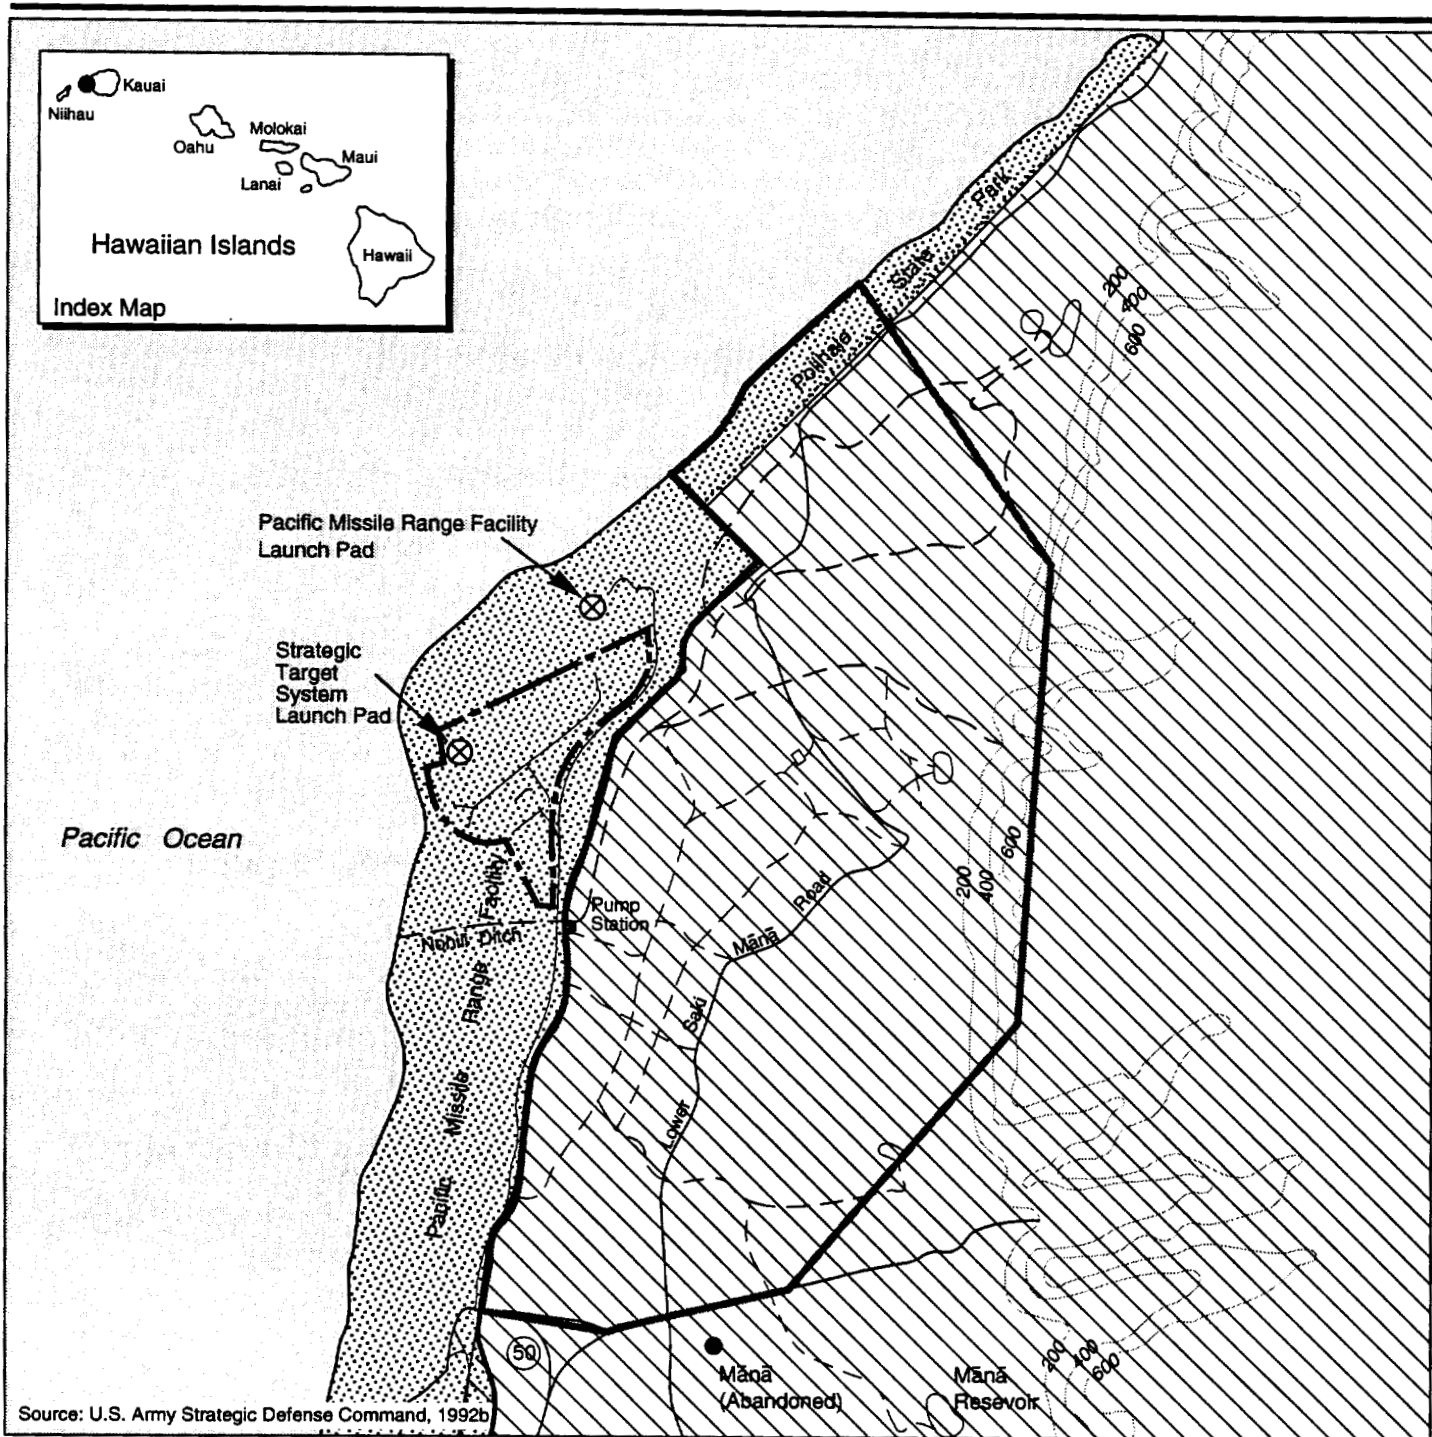 Kauai
Niihau
Oahu
Molokai
Maui
Lanai
Hawaiian Islands
Hawaii
Index Map
Polihale State Park
200
400
600
Pacific Missile Range Facility
Launch Pad
Strategic
Target
System
Launch Pad
Pacific Ocean
Pump
Station
Nohili Ditch
Pacific Missile Range Facility
Lower Saki Mānā Road
200
400
600
50
Mānā
(Abandoned)
Mānā
Resevoir
200
400
600
Source: U.S. Army Strategic Defense Command, 1992b